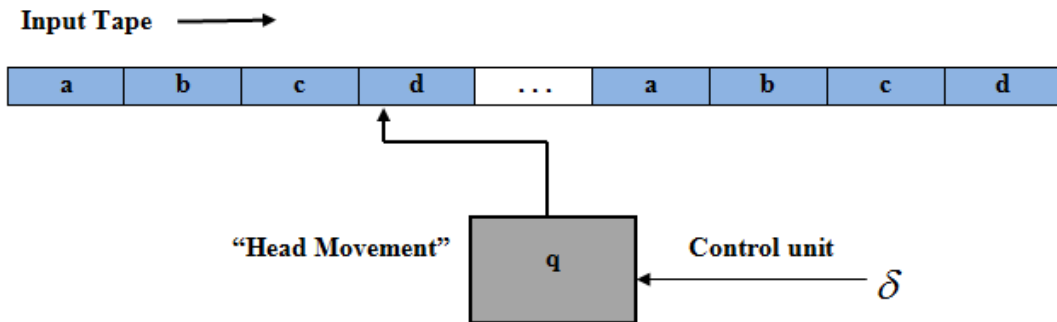 Input Tape
a b c d . . . a b c d
“Head Movement” q Control unit
δ